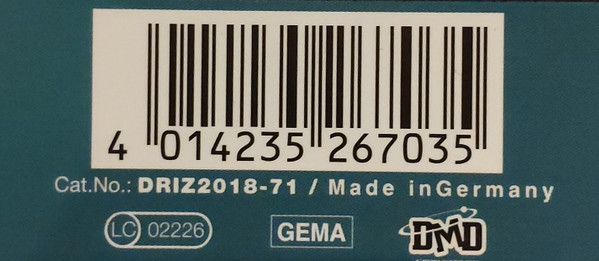 4 014235 267035
Cat.No.: DRIZ2018-71 / Made inGermany
LC 02226 GEMA DMD